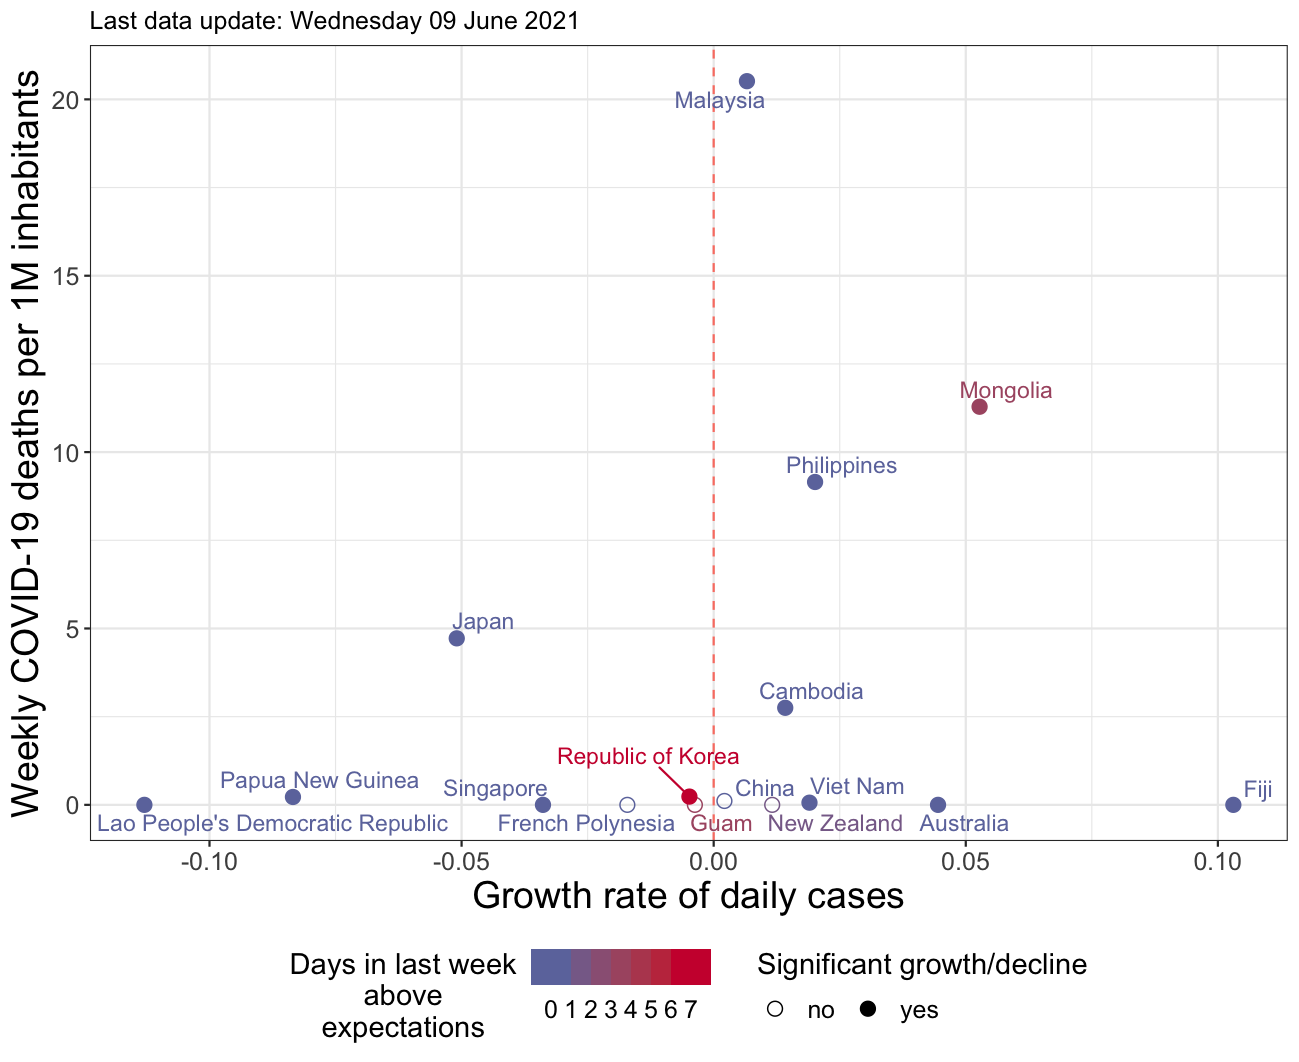 Last data update: Wednesday 09 June 2021
Weekly COVID-19 deaths per 1M inhabitants
20
15
10
5
0
Malaysia
Mongolia
Philippines
Japan
Cambodia
Republic of Korea
Papua New Guinea
Singapore
China
Viet Nam
Fiji
Lao People's Democratic Republic
French Polynesia
Guam
New Zealand
Australia
-0.10
-0.05
0.00
0.05
0.10
Growth rate of daily cases
Days in last week
above
expectations
0 1 2 3 4 5 6 7
Significant growth/decline
no
yes